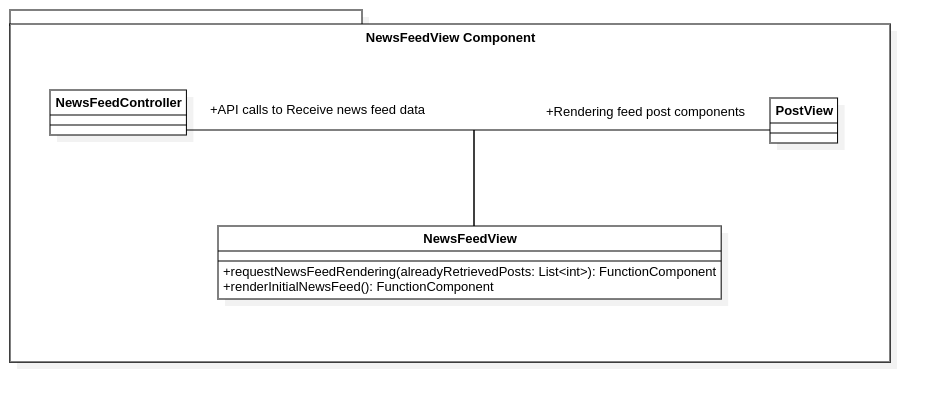 NewsFeedView Component
NewsFeedController
+API calls to Receive news feed data
+Rendering feed post components
PostView
NewsFeedView
+requestNewsFeedRendering(alreadyRetrievedPosts: List<int>): FunctionComponent
+renderInitialNewsFeed(): FunctionComponent